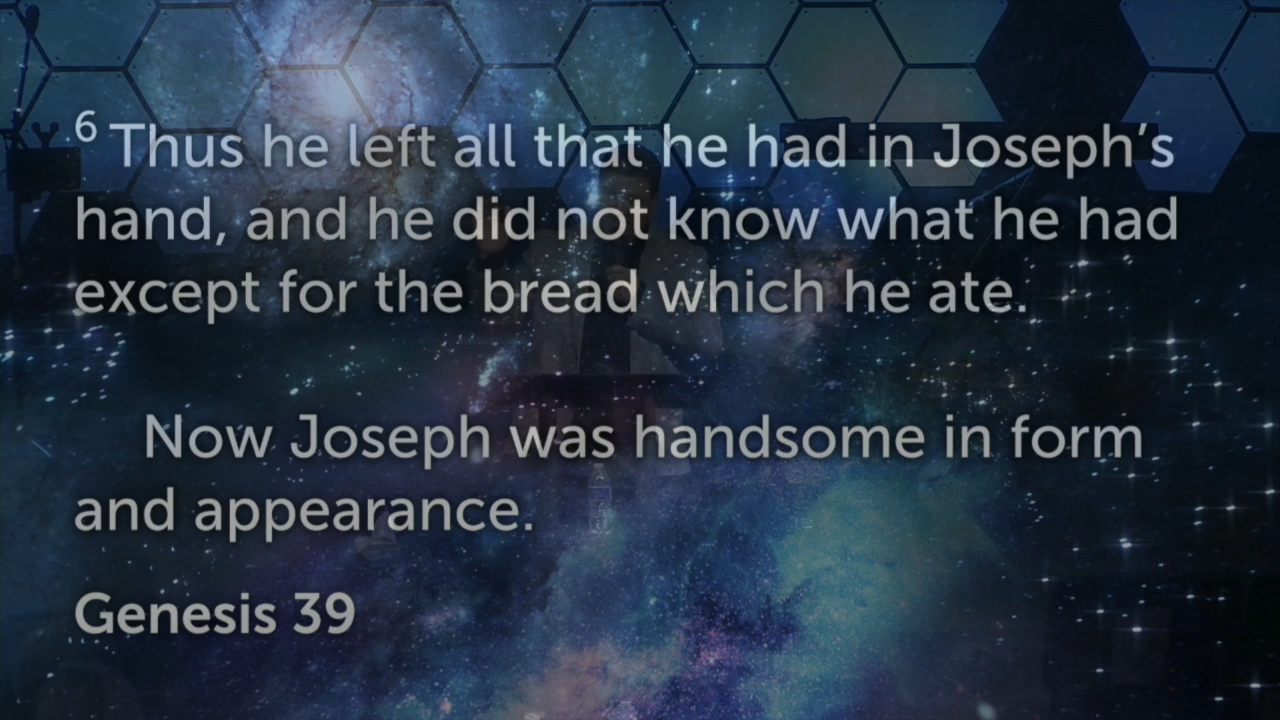 6 Thus he left all that he had in Joseph’s
hand, and he did not know what he had
except for the bread which he ate.
Now Joseph was handsome in form
and appearance.
Genesis 39